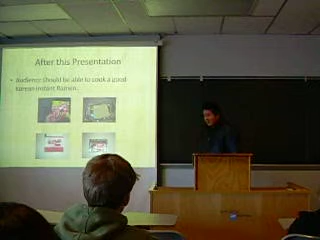 After this Presentation
• Audience should be able to cook a good
Korean instant Ramen.